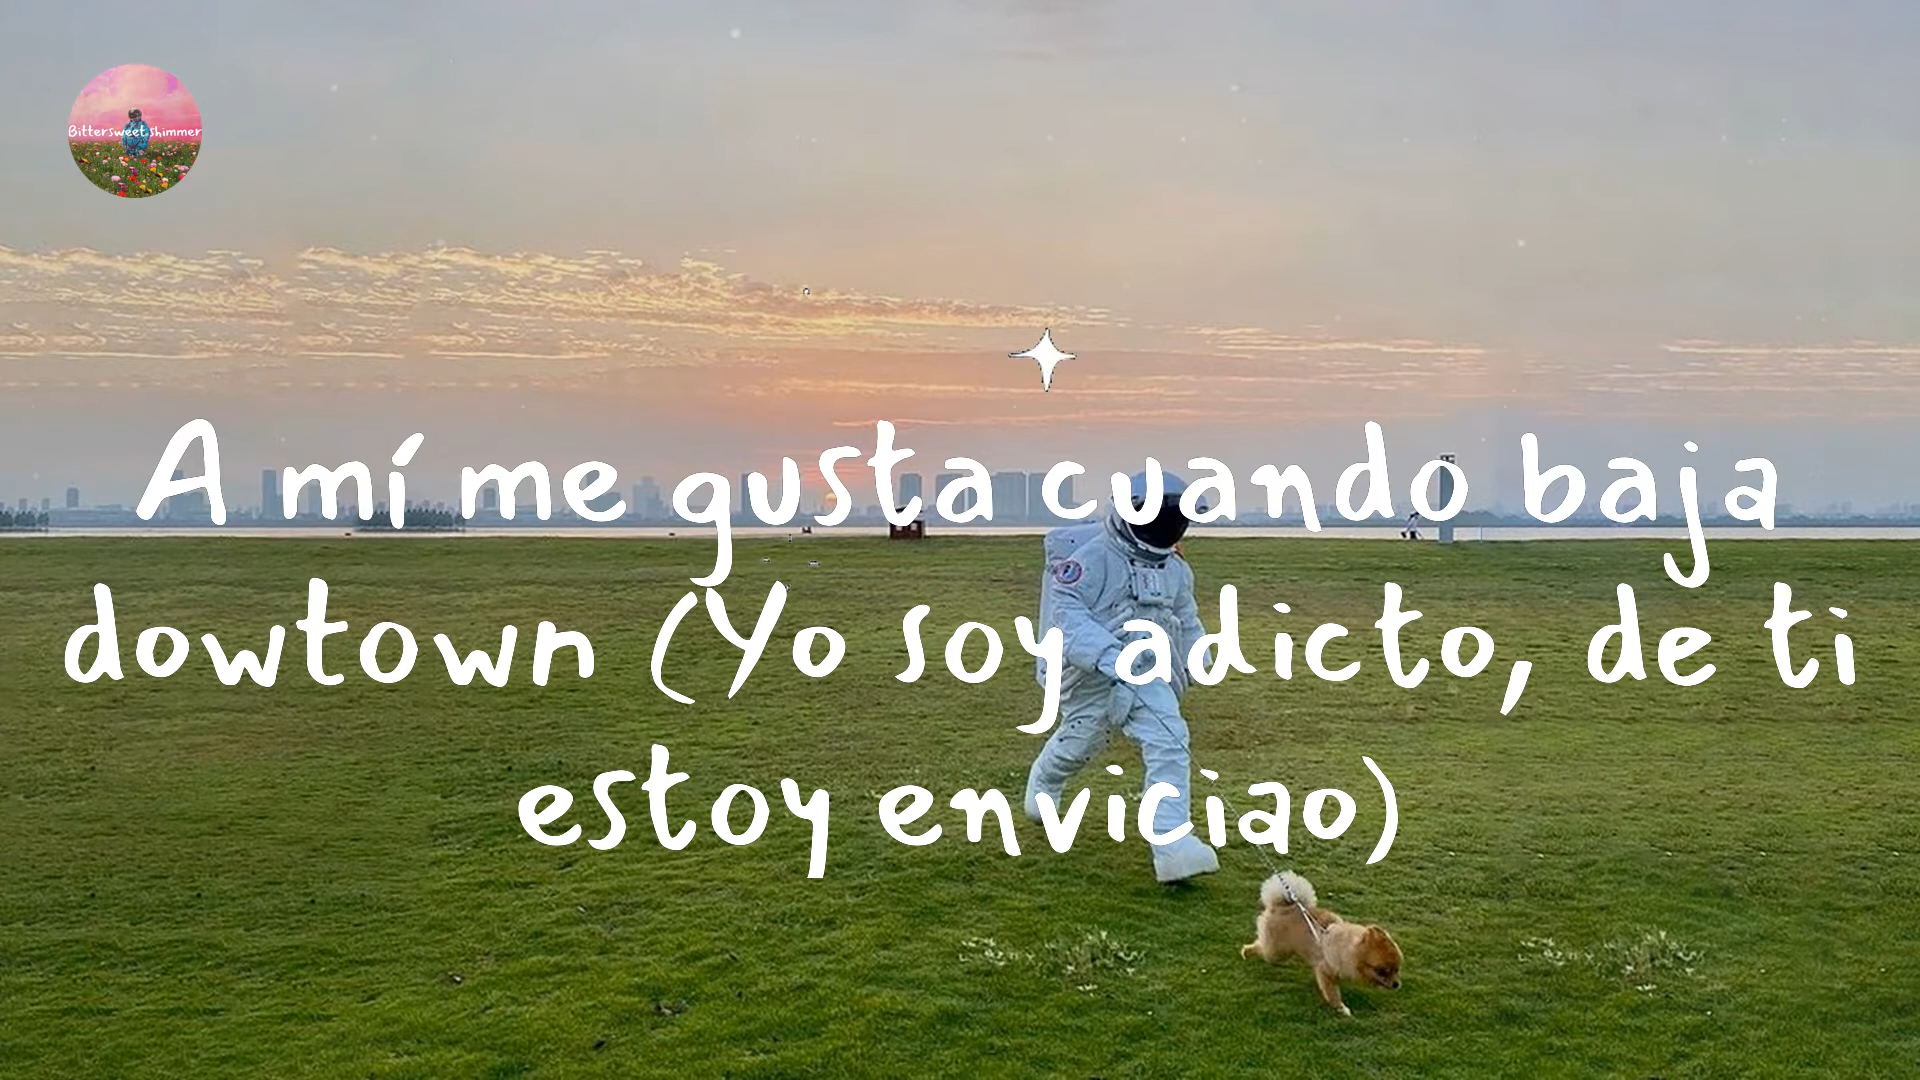 Bittersweet shimmer
A mí me gusta cuando baja
dowtown (Yo soy adicto, de ti
estoy enviciao)